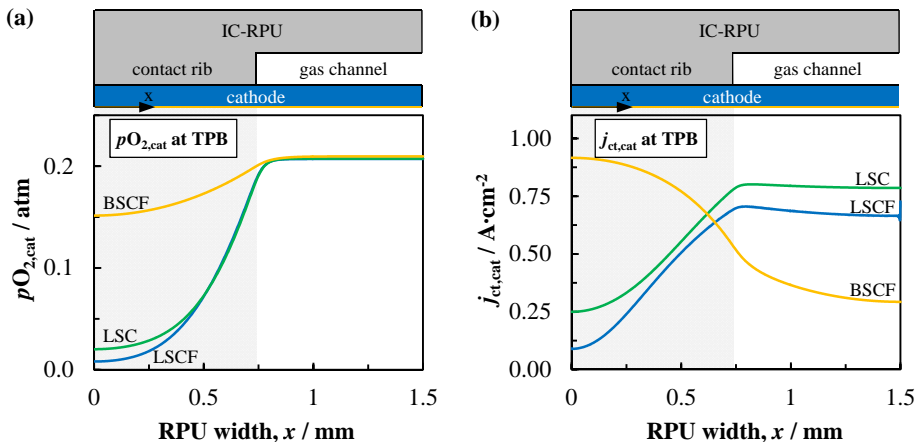 (a)
IC-RPU
contact rib
gas channel
x
cathode
pO2,cat at TPB
0.2
BSCF
pO2,cat / atm
0.1
LSC
LSCF
0.0
0
0.5
1
1.5
RPU width, x / mm
(b)
IC-RPU
contact rib
gas channel
x
cathode
1.00
jct,cat at TPB
LSC
0.75
LSCF
jct,cat / A·cm-2
0.50
BSCF
0.25
0.00
0
0.5
1
1.5
RPU width, x / mm